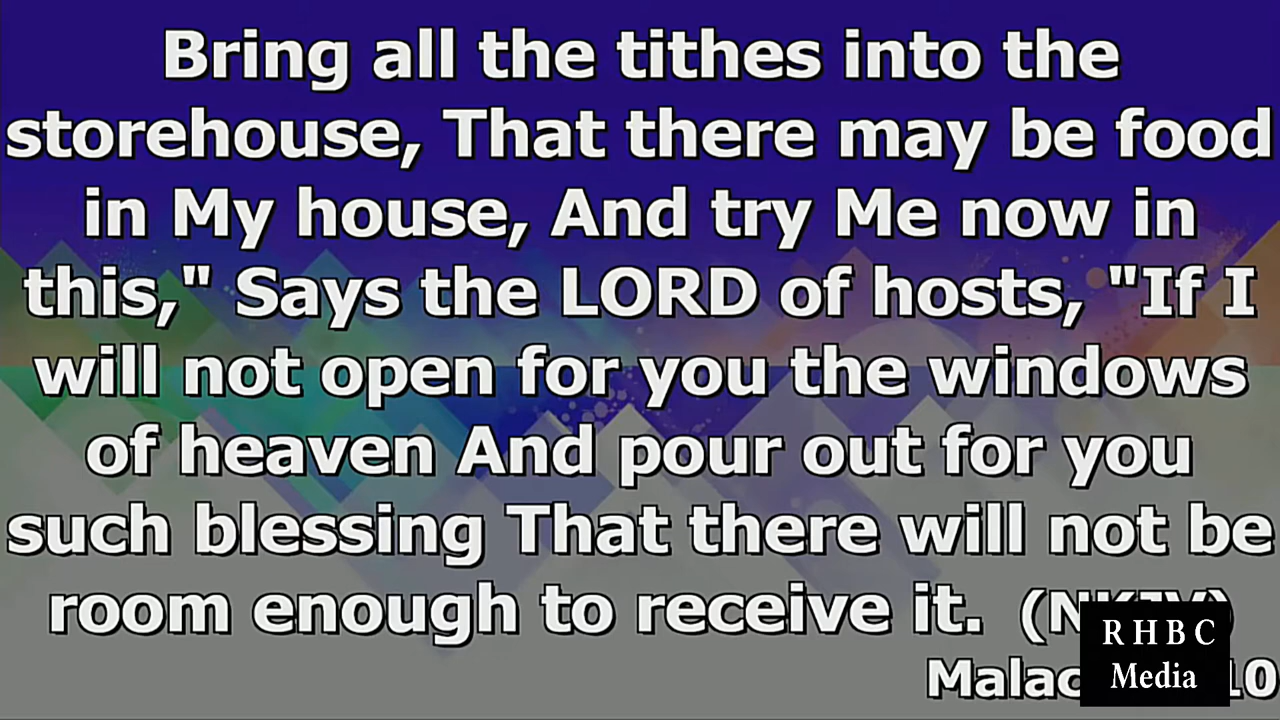 Bring all the tithes into the
storehouse, That there may be food
in My house, And try Me now in
this," Says the LORD of hosts, "If I
will not open for you the windows
of heaven And pour out for you
such blessing That there will not be
room enough to receive it. (NKJV)
10
RHBC
Media